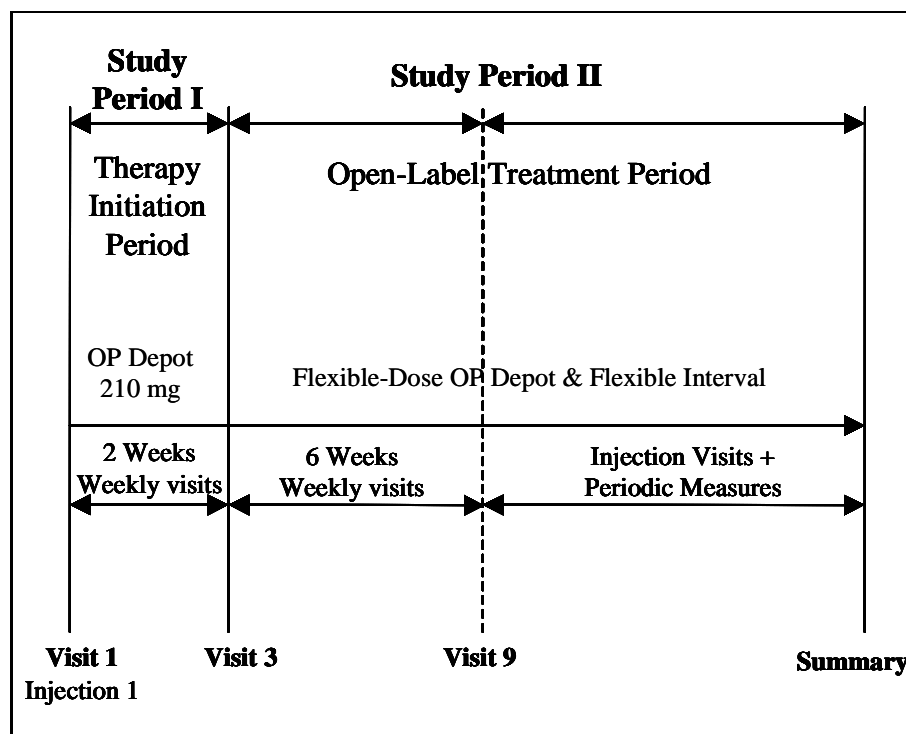 Study
Period I
Study Period II
Therapy
Initiation
Period
Open-Label Treatment Period
OP Depot
210 mg
Flexible-Dose OP Depot & Flexible Interval
2 Weeks
Weekly visits
6 Weeks
Weekly visits
Injection Visits +
Periodic Measures
Visit 1
Injection 1
Visit 3
Visit 9
Summary